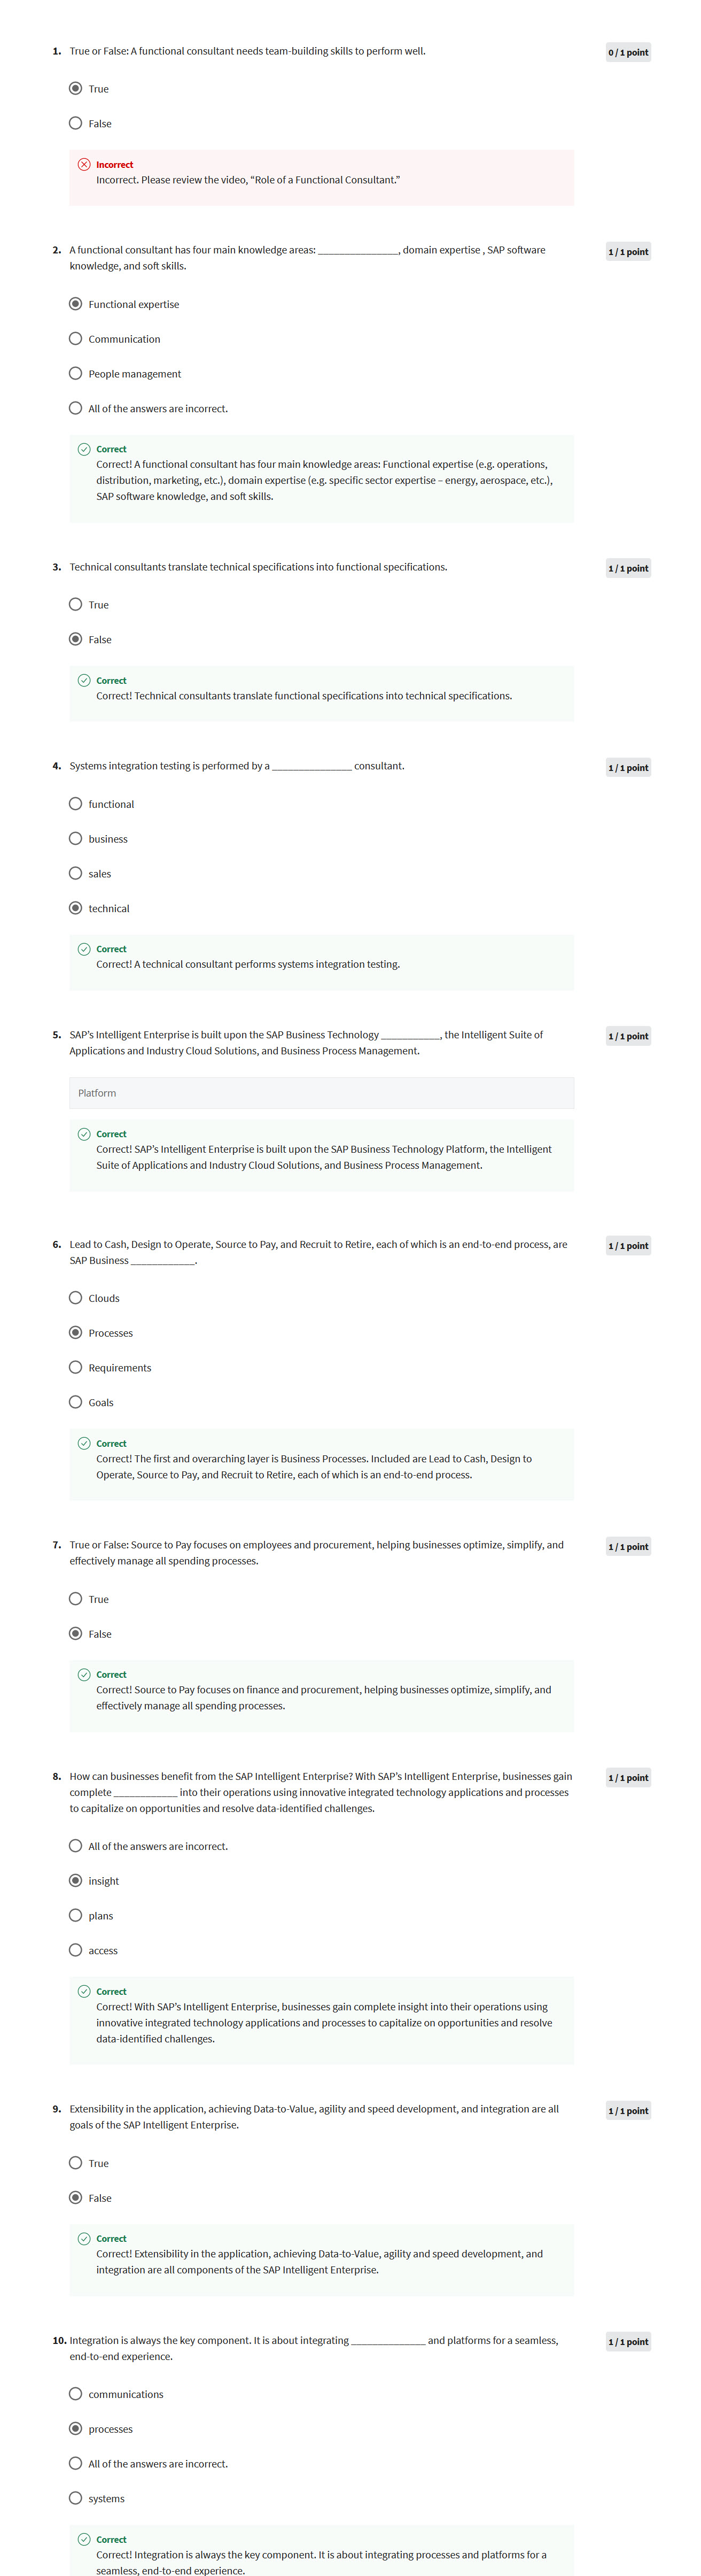 1. True or False: A functional consultant needs team-building skills to perform well.
0 / 1 point
True
False
Incorrect
Incorrect. Please review the video, “Role of a Functional Consultant.”
2. A functional consultant has four main knowledge areas: _______________, domain expertise , SAP software
knowledge, and soft skills.
1 / 1 point
Functional expertise
Communication
People management
All of the answers are incorrect.
Correct
Correct! A functional consultant has four main knowledge areas: Functional expertise (e.g. operations,
distribution, marketing, etc.), domain expertise (e.g. specific sector expertise – energy, aerospace, etc.),
SAP software knowledge, and soft skills.
3. Technical consultants translate technical specifications into functional specifications.
1 / 1 point
True
False
Correct
Correct! Technical consultants translate functional specifications into technical specifications.
4. Systems integration testing is performed by a _______________ consultant.
1 / 1 point
functional
business
sales
technical
Correct
Correct! A technical consultant performs systems integration testing.
5. SAP’s Intelligent Enterprise is built upon the SAP Business Technology ___________, the Intelligent Suite of
Applications and Industry Cloud Solutions, and Business Process Management.
1 / 1 point
Platform
Correct
Correct! SAP’s Intelligent Enterprise is built upon the SAP Business Technology Platform, the Intelligent
Suite of Applications and Industry Cloud Solutions, and Business Process Management.
6. Lead to Cash, Design to Operate, Source to Pay, and Recruit to Retire, each of which is an end-to-end process, are
SAP Business ____________.
1 / 1 point
Clouds
Processes
Requirements
Goals
Correct
Correct! The first and overarching layer is Business Processes. Included are Lead to Cash, Design to
Operate, Source to Pay, and Recruit to Retire, each of which is an end-to-end process.
7. True or False: Source to Pay focuses on employees and procurement, helping businesses optimize, simplify, and
effectively manage all spending processes.
1 / 1 point
True
False
Correct
Correct! Source to Pay focuses on finance and procurement, helping businesses optimize, simplify, and
effectively manage all spending processes.
8. How can businesses benefit from the SAP Intelligent Enterprise? With SAP’s Intelligent Enterprise, businesses gain
complete ____________ into their operations using innovative integrated technology applications and processes
to capitalize on opportunities and resolve data-identified challenges.
1 / 1 point
All of the answers are incorrect.
insight
plans
access
Correct
Correct! With SAP’s Intelligent Enterprise, businesses gain complete insight into their operations using
innovative integrated technology applications and processes to capitalize on opportunities and resolve
data-identified challenges.
9. Extensibility in the application, achieving Data-to-Value, agility and speed development, and integration are all
goals of the SAP Intelligent Enterprise.
1 / 1 point
True
False
Correct
Correct! Extensibility in the application, achieving Data-to-Value, agility and speed development, and
integration are all components of the SAP Intelligent Enterprise.
10. Integration is always the key component. It is about integrating ______________ and platforms for a seamless,
end-to-end experience.
1 / 1 point
communications
processes
All of the answers are incorrect.
systems
Correct
Correct! Integration is always the key component. It is about integrating processes and platforms for a
seamless, end-to-end experience.